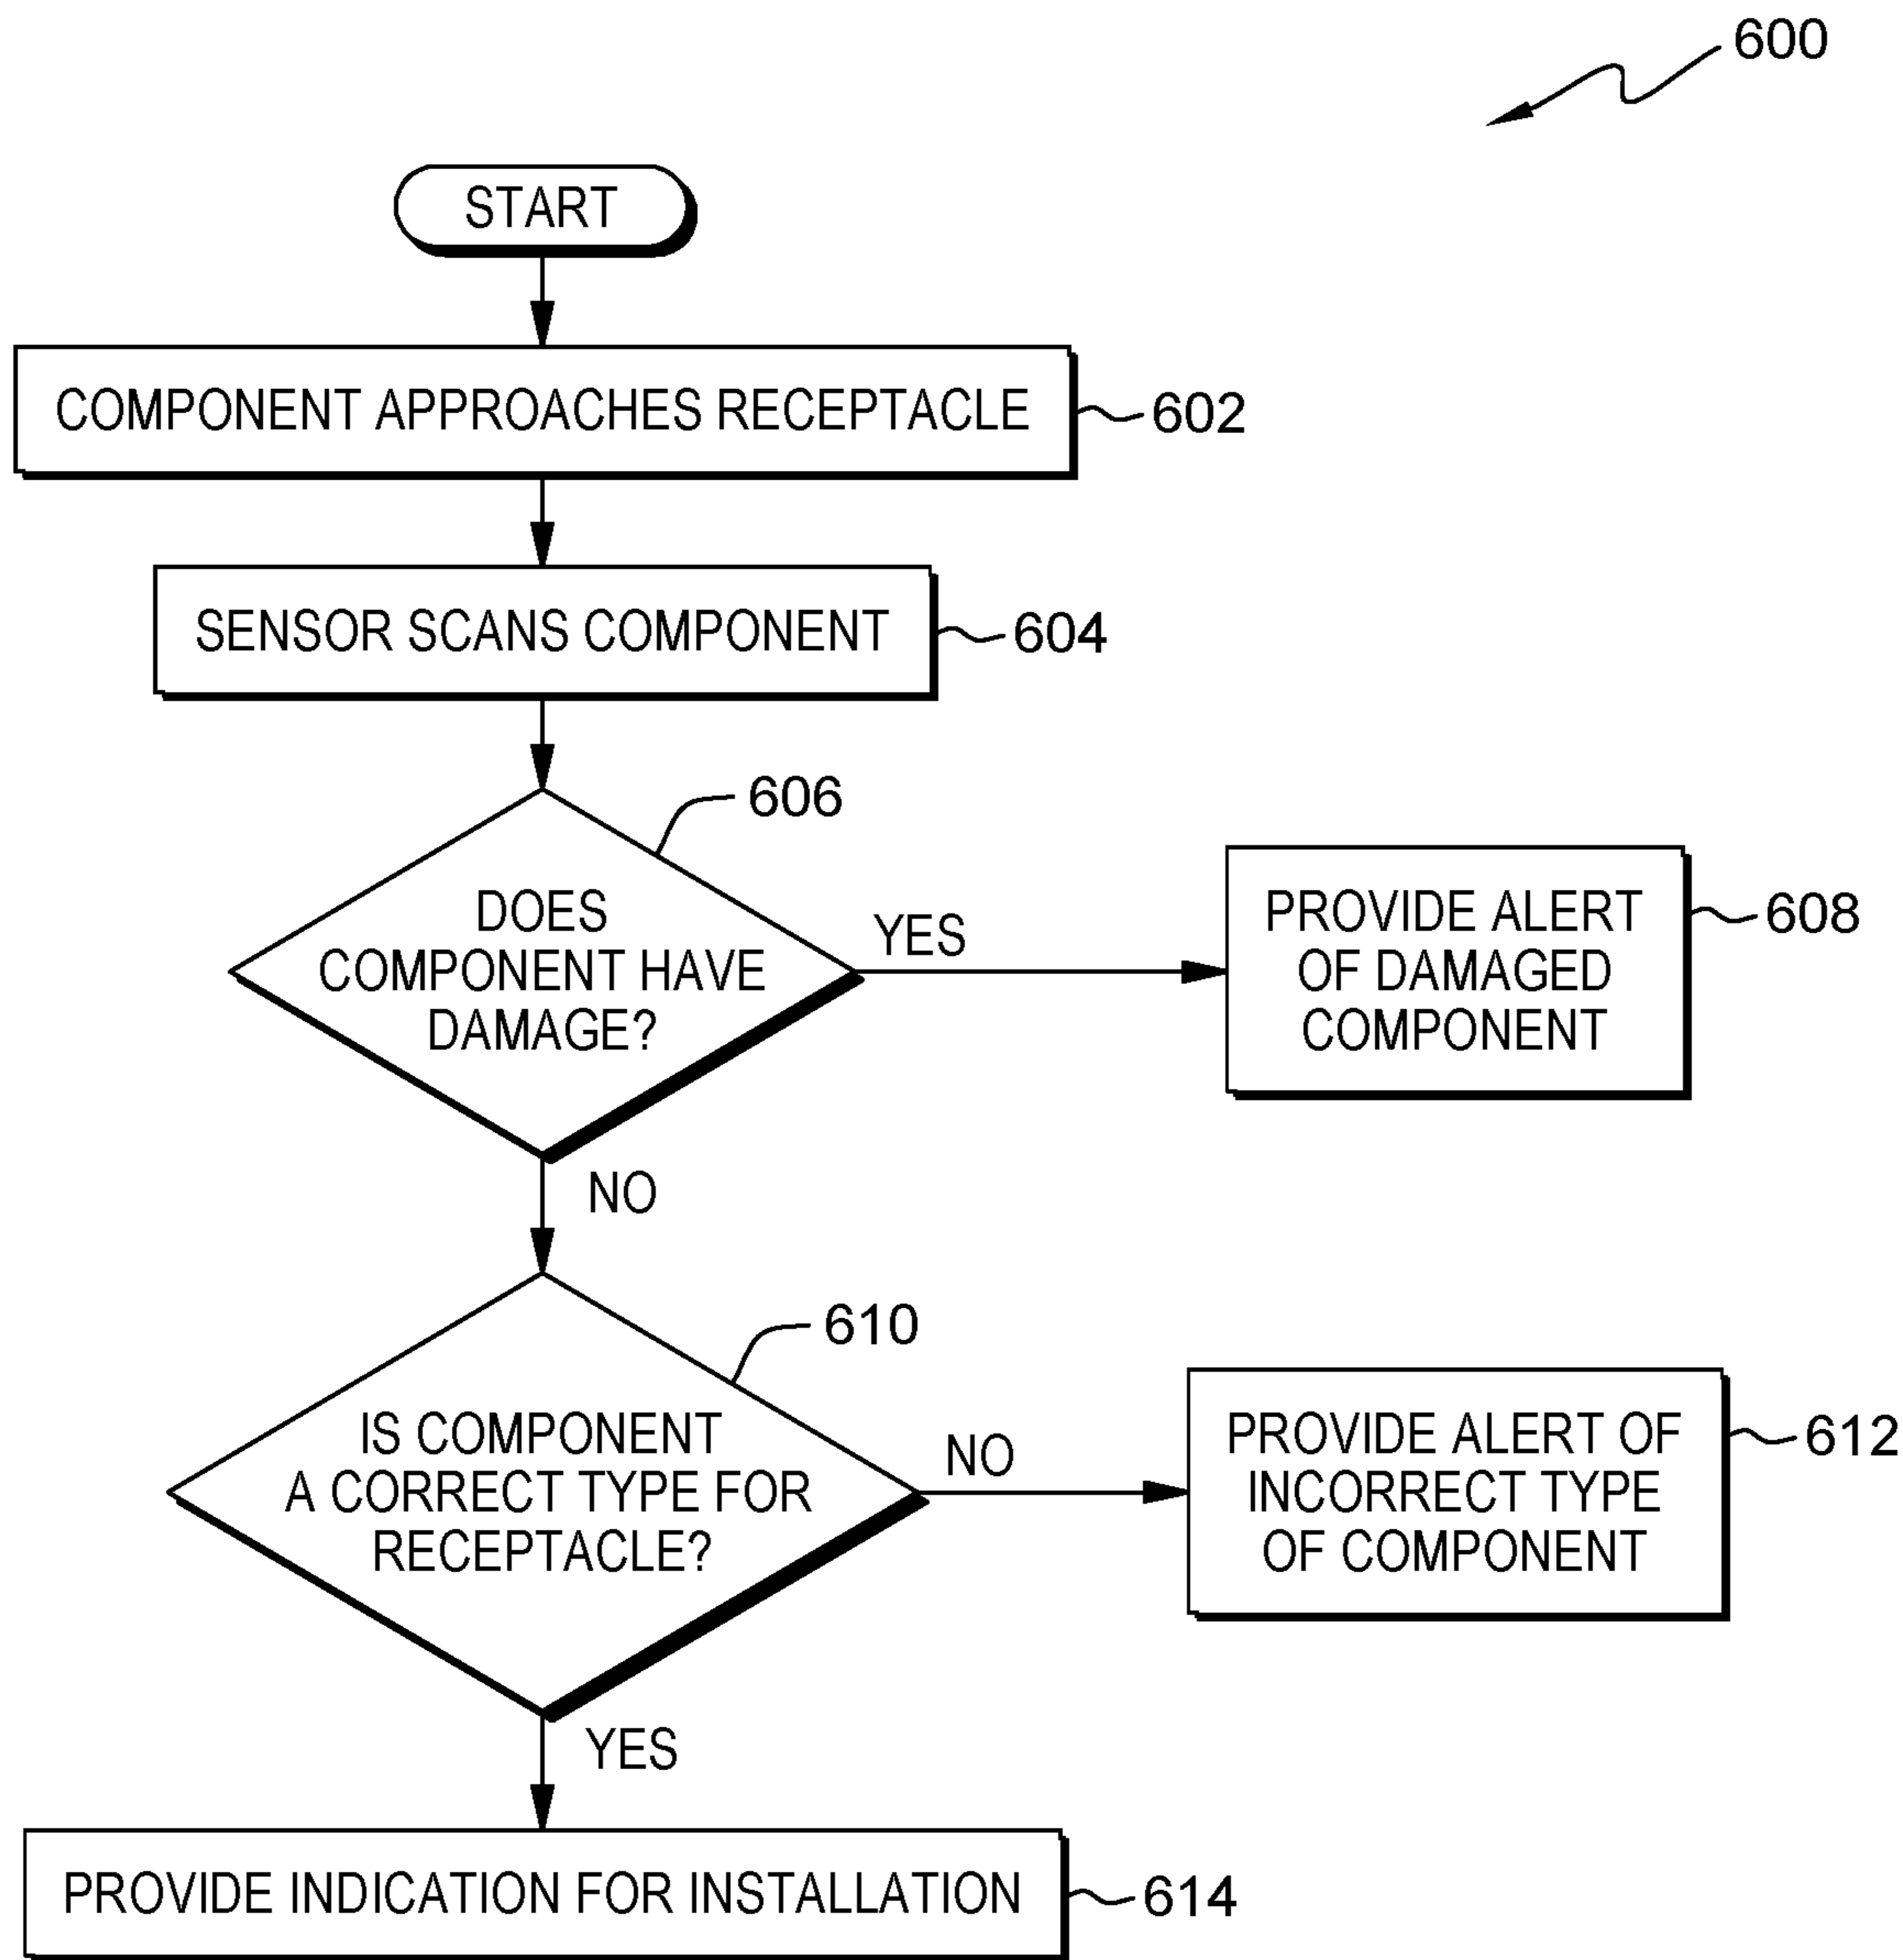 600
START
COMPONENT APPROACHES RECEPTACLE
602
SENSOR SCANS COMPONENT
604
606
DOES
COMPONENT HAVE
DAMAGE?
YES
PROVIDE ALERT
OF DAMAGED
COMPONENT
608
NO
610
IS COMPONENT
A CORRECT TYPE FOR
RECEPTACLE?
NO
PROVIDE ALERT OF
INCORRECT TYPE
OF COMPONENT
612
YES
PROVIDE INDICATION FOR INSTALLATION
614